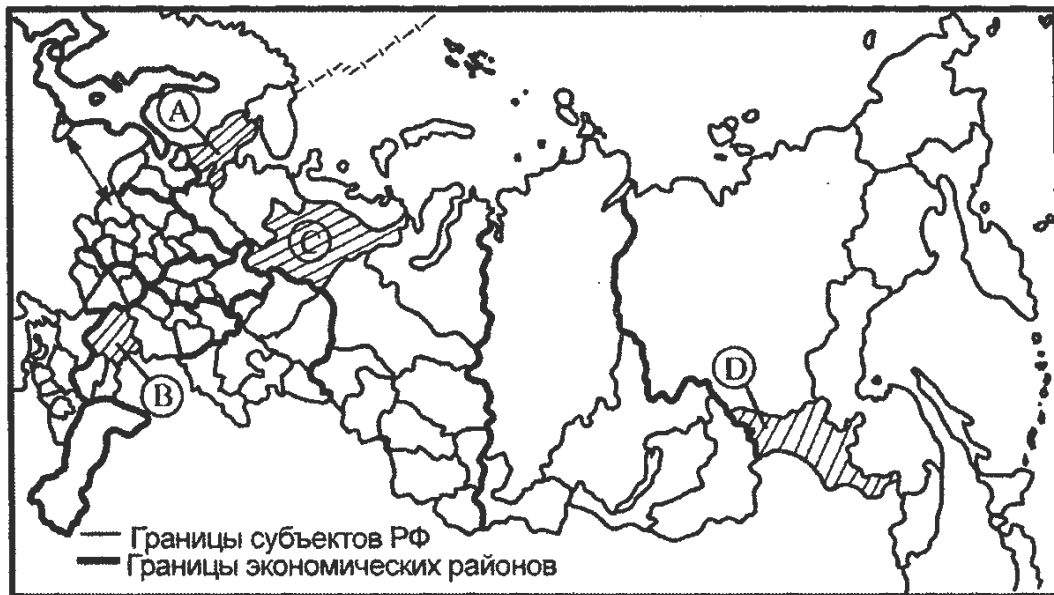 A
C
D
B
Границы субъектов РФ
Границы экономических районов